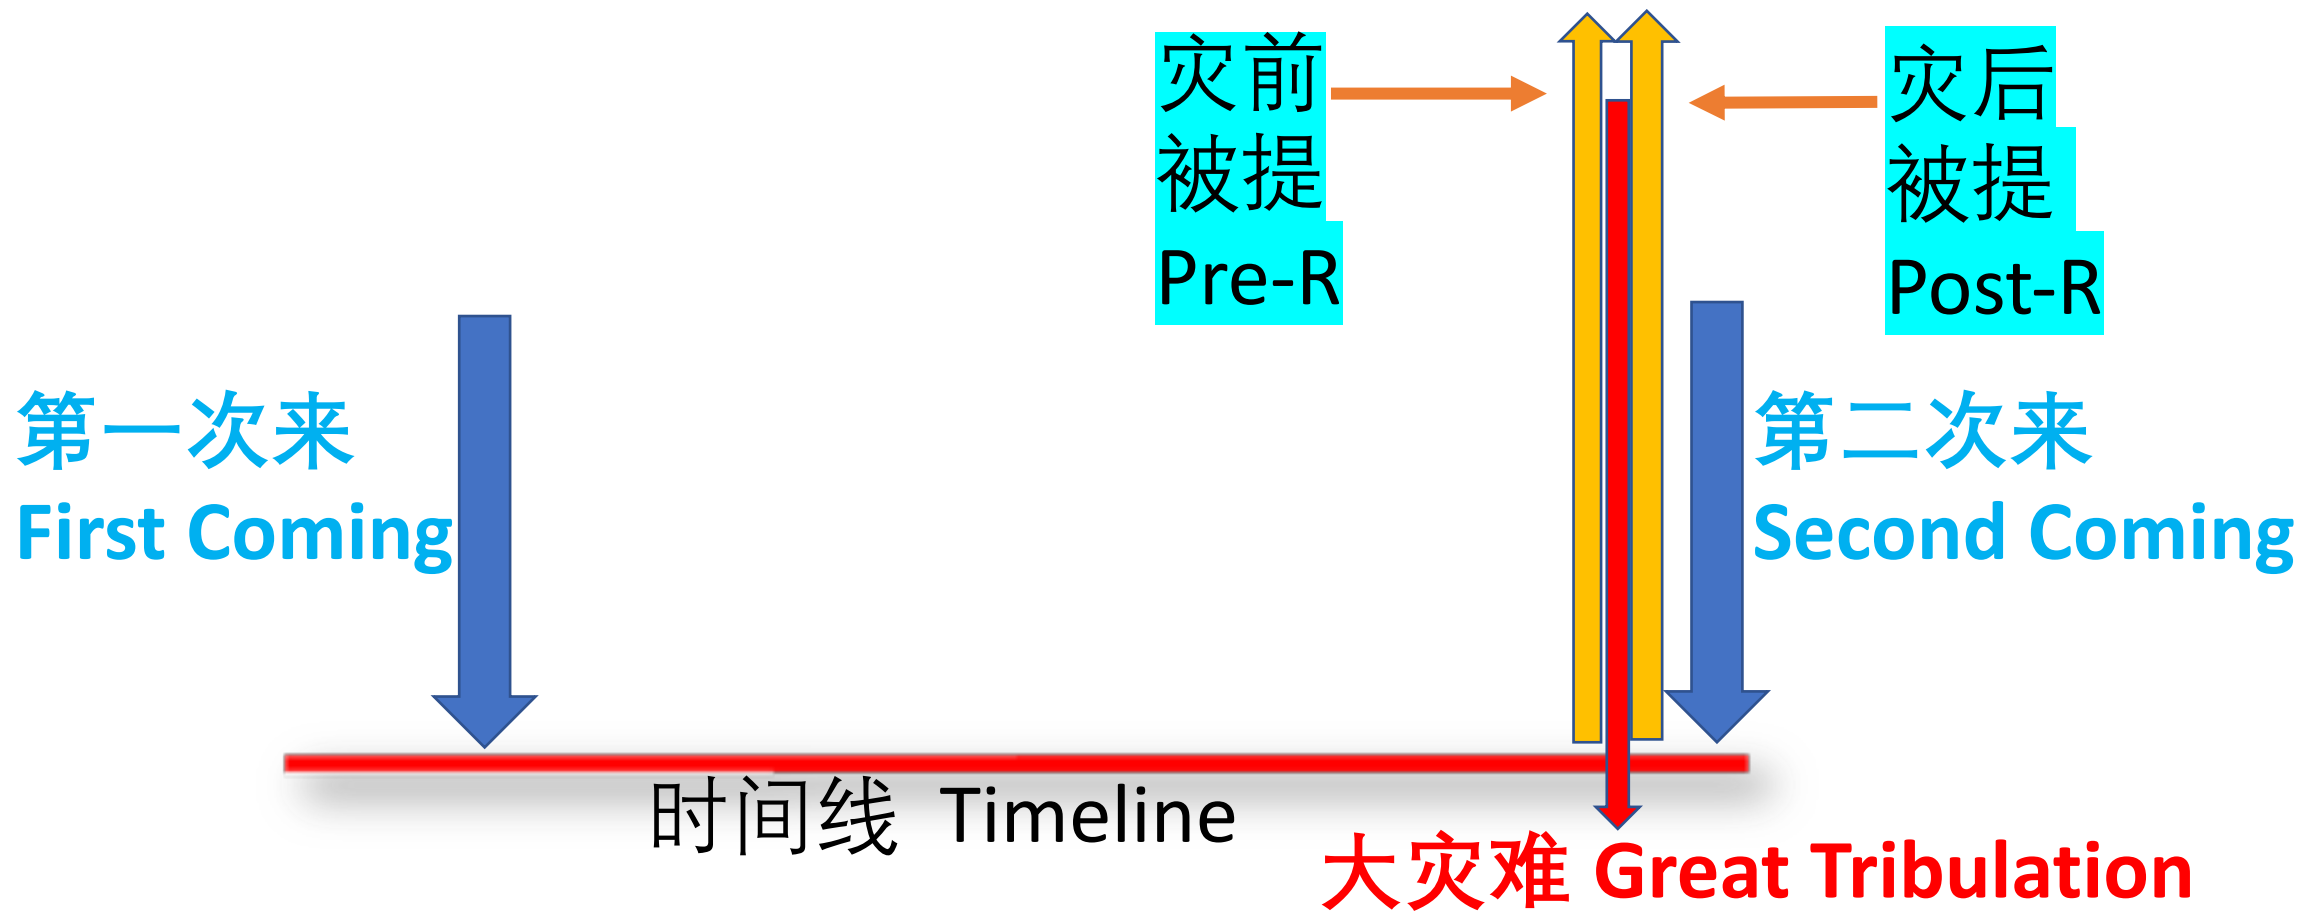 灾前
被提
Pre-R
灾后
被提
Post-R
第一次来
First Coming
第二次来
Second Coming
时间线 Timeline
大灾难 Great Tribulation